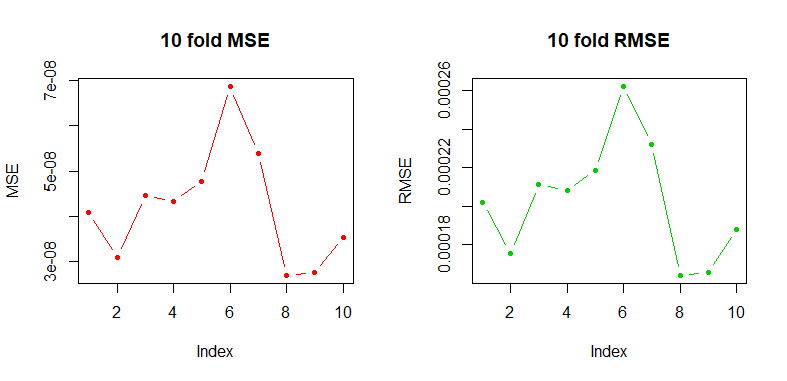 10 fold MSE
MSE
7e-08
5e-08
3e-08
2 4 6 8 10
Index
10 fold RMSE
RMSE
0.00026
0.00022
0.00018
2 4 6 8 10
Index